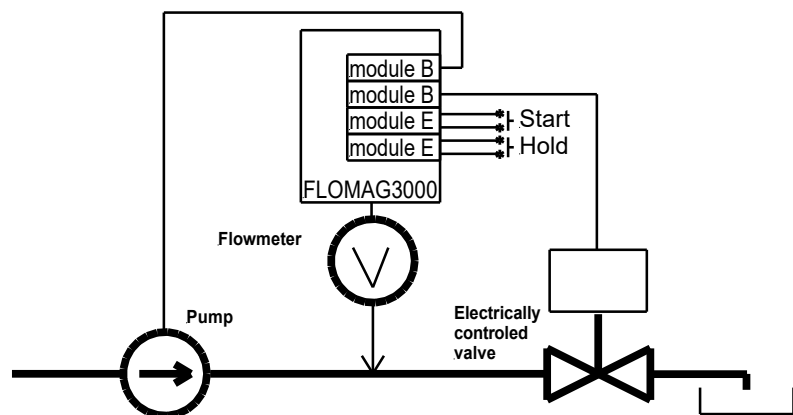 module B
module B
module E
Start
module E
Hold
FLOMAG3000
Flowmeter
Pump
Electrically
controled
valve